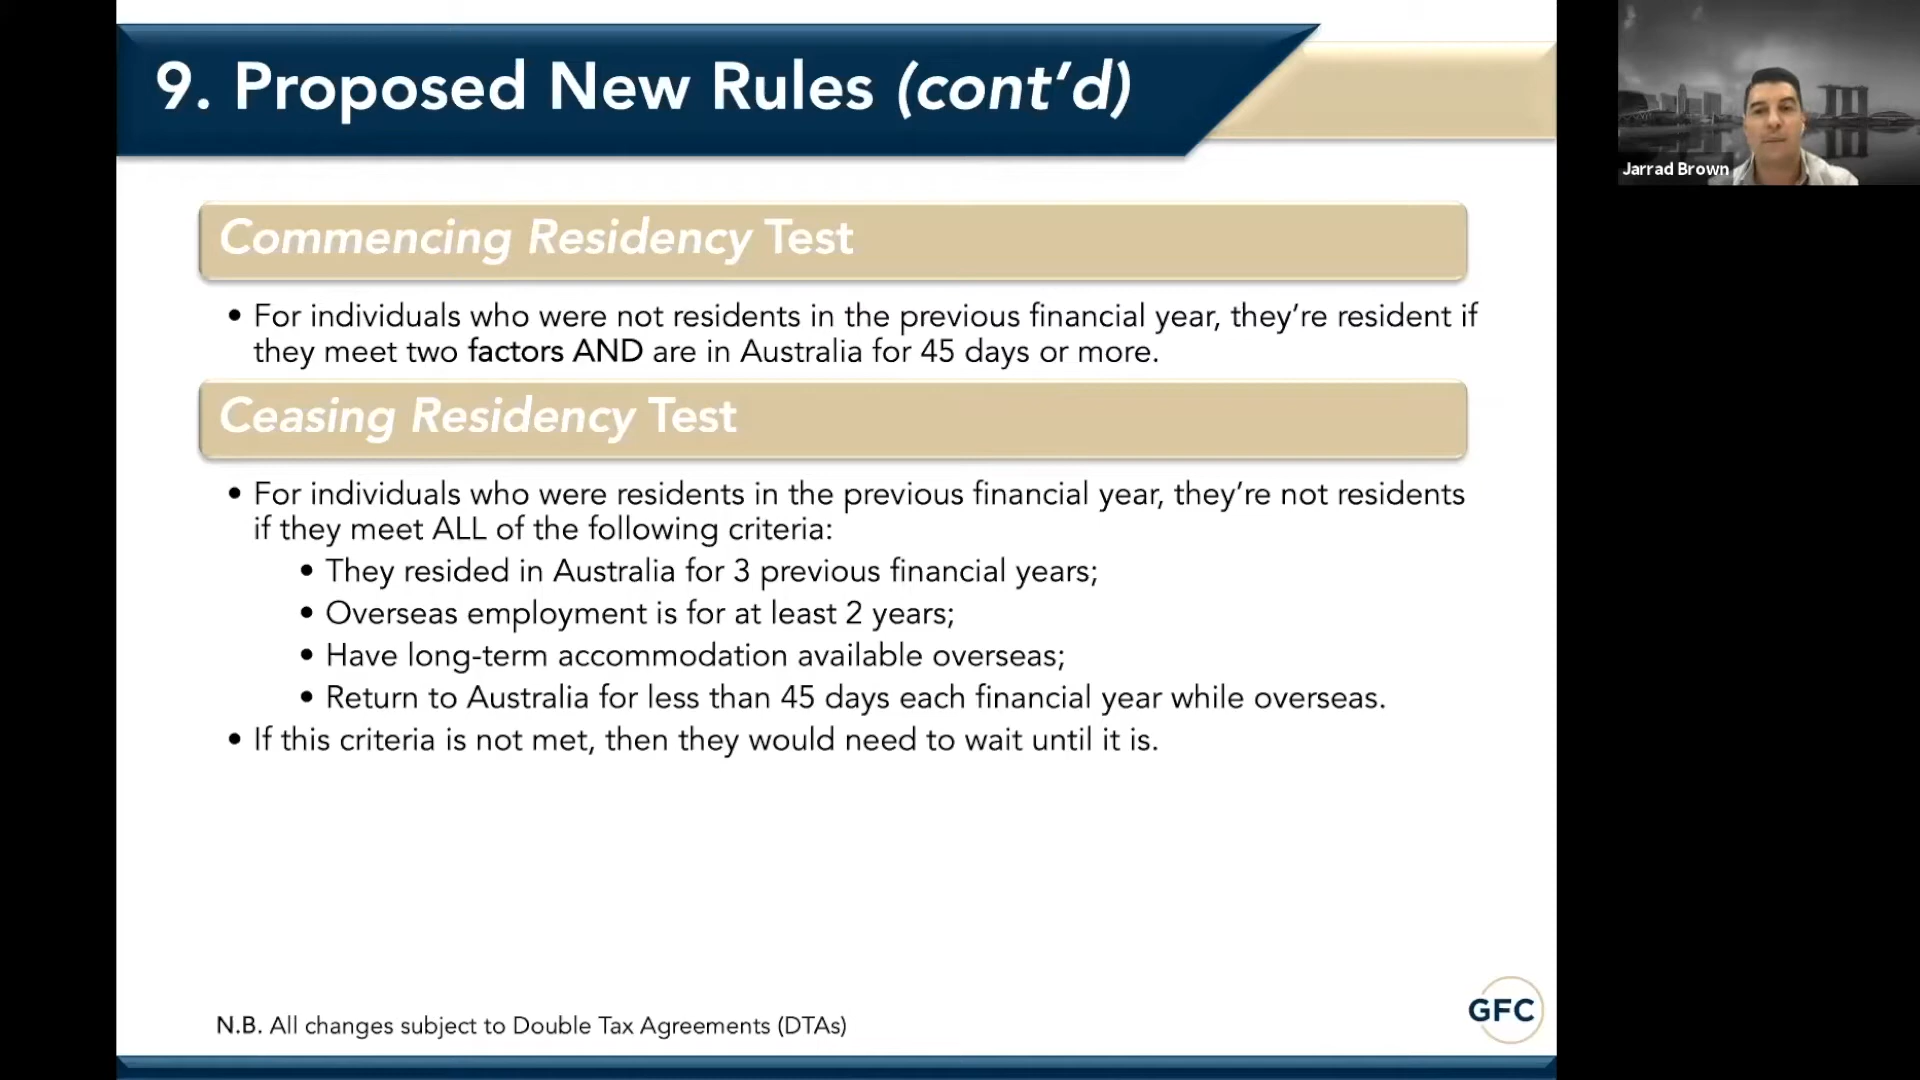 9. Proposed New Rules (cont’d)
Jarrad Brown
Commencing Residency Test
• For individuals who were not residents in the previous financial year, they’re resident if
they meet two factors AND are in Australia for 45 days or more.
Ceasing Residency Test
• For individuals who were residents in the previous financial year, they’re not residents
if they meet ALL of the following criteria:
• They resided in Australia for 3 previous financial years;
• Overseas employment is for at least 2 years;
• Have long-term accommodation available overseas;
• Return to Australia for less than 45 days each financial year while overseas.
• If this criteria is not met, then they would need to wait until it is.
GFC
N.B. All changes subject to Double Tax Agreements (DTAs)